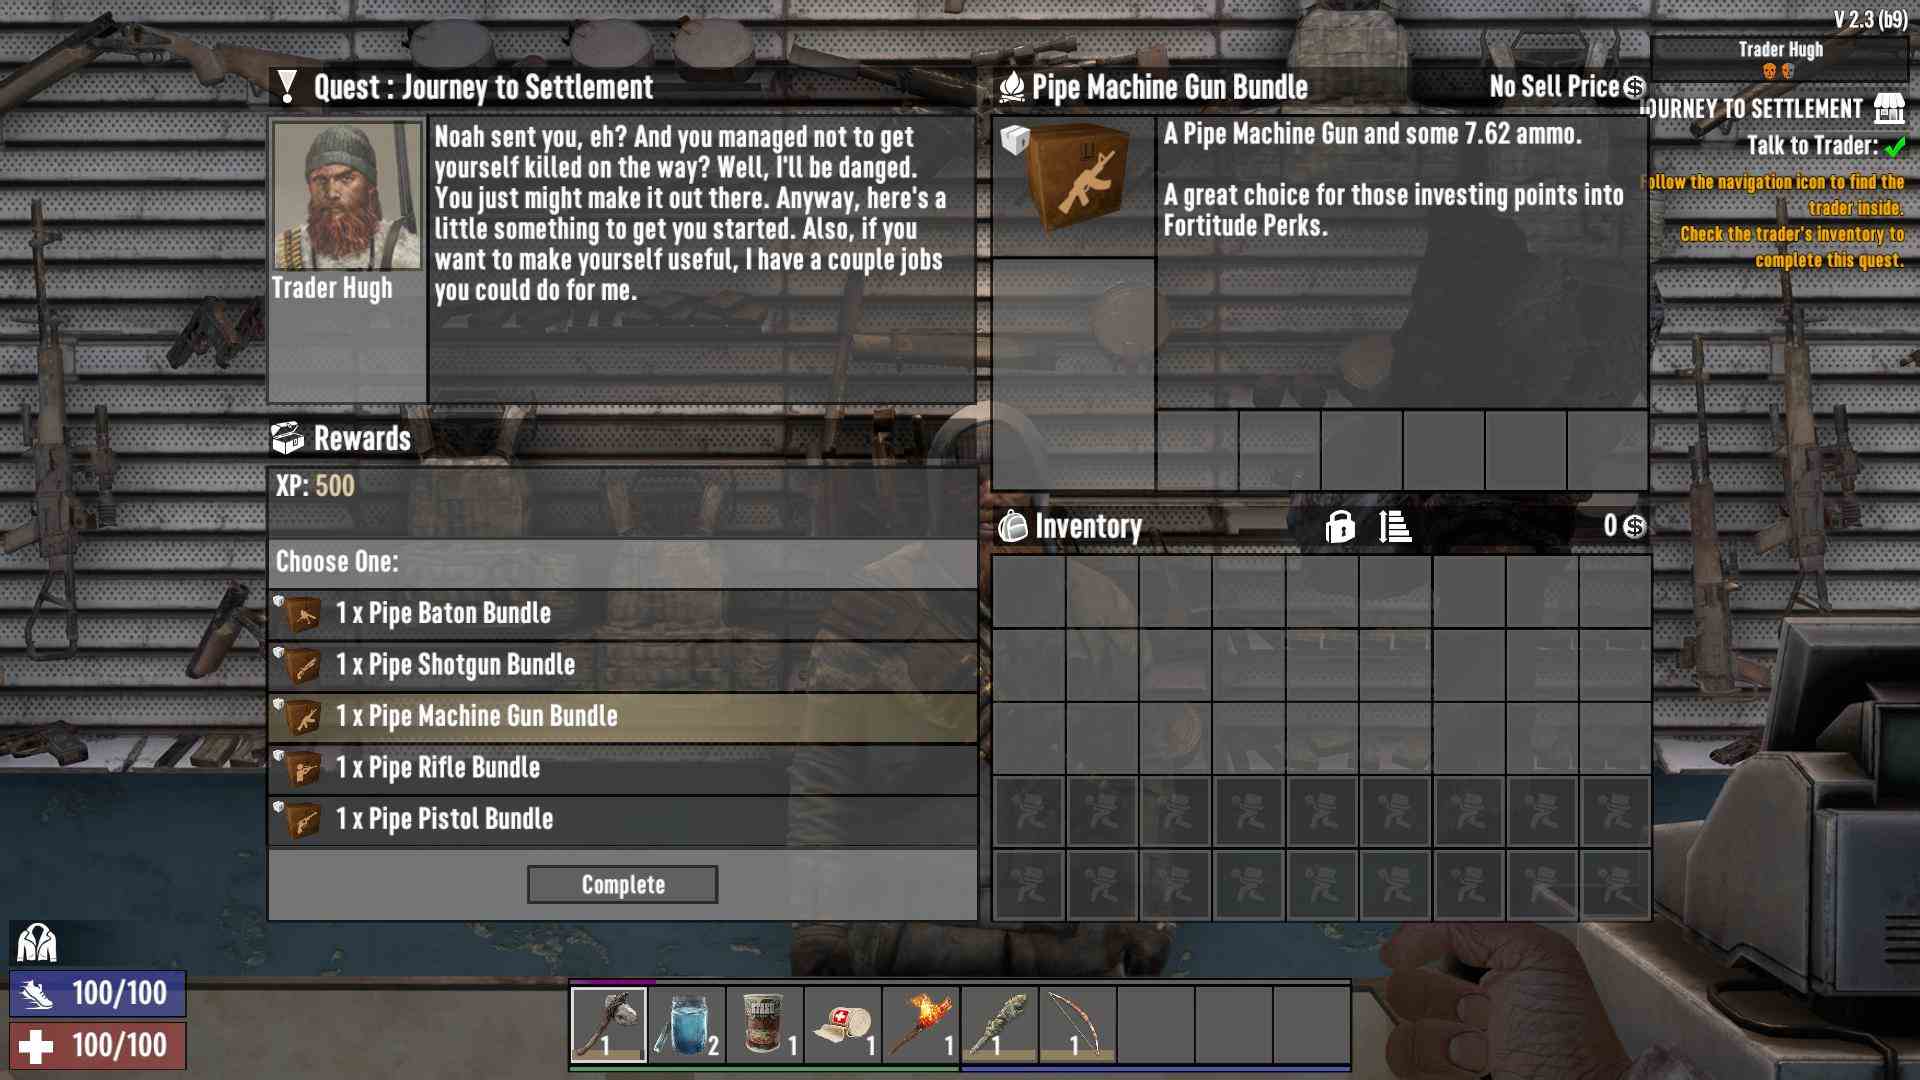 V 2.3 (b9)
Trader Hugh
JOURNEY TO SETTLEMENT
Talk to Trader:
Follow the navigation icon to find the
trader inside.
Check the trader's inventory to
complete this quest.
Quest : Journey to Settlement
Noah sent you, eh? And you managed not to get
yourself killed on the way? Well, I'll be danged.
You just might make it out there. Anyway, here's a
little something to get you started. Also, if you
want to make yourself useful, I have a couple jobs
you could do for me.
Trader Hugh
Rewards
XP: 500
Choose One:
1 x Pipe Baton Bundle
1 x Pipe Shotgun Bundle
1 x Pipe Machine Gun Bundle
1 x Pipe Rifle Bundle
1 x Pipe Pistol Bundle
Complete
Pipe Machine Gun Bundle
No Sell Price
A Pipe Machine Gun and some 7.62 ammo.
A great choice for those investing points into
Fortitude Perks.
Inventory
0
100/100
100/100
1
2
1
1
1
1
1